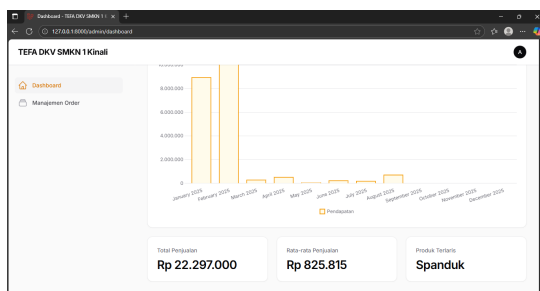 Dashboard - TEFA DKV SMKN 1
127.0.0.1:8000/admin/dashboard
TEFA DKV SMKN 1 Kinali
A
Dashboard
Manajemen Order
10.000.000
8.000.000
6.000.000
4.000.000
2.000.000
0
January 2025 February 2025 March 2025 April 2025 May 2025 June 2025 July 2025 August 2025 September 2025 October 2025 November 2025 December 2025
Pendapatan
Total Penjualan
Rp 22.297.000
Rata-rata Penjualan
Rp 825.815
Produk Terlaris
Spanduk